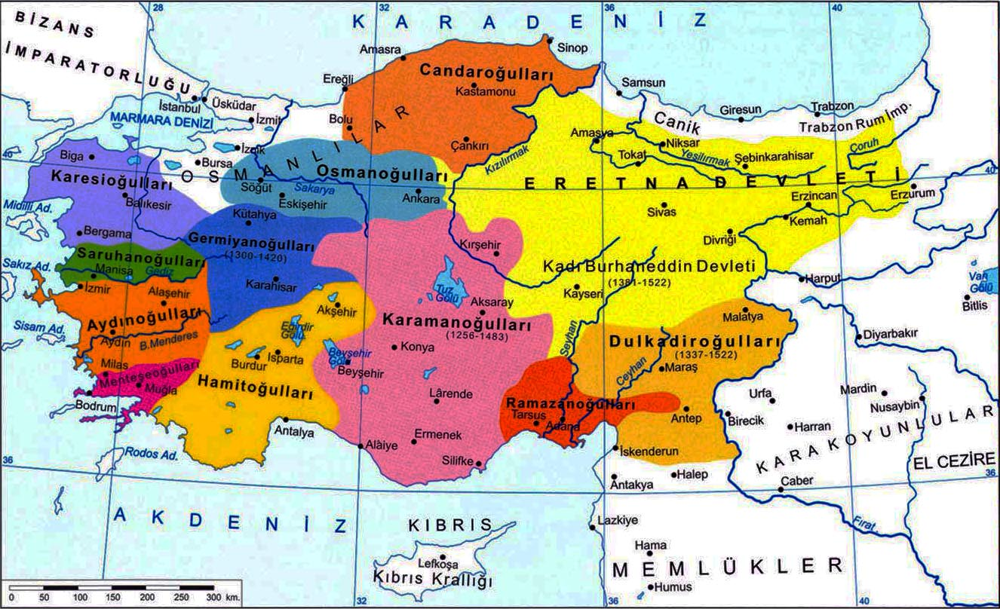 28
32
36
40
BİZANS
İMPARATORLUĞU
KARADENİZ
Sinop
Amasra
Candaroğulları
Kastamonu
Ereğli
Samsun
İstanbul
Üsküdar
MARMARA DENİZİ
İzmit
Bolu
Canik
Giresun
Trabzon
Trabzon Rum İmp.
Amasya
Niksar
Çoruh
Çankırı
Kızılırmak
Tokat
Yeşilırmak
Şebinkarahisar
40
Biga
İznik
Bursa
OSMANLILAR
Osmanoğulları
Karesioğulları
Söğüt
Sakarya
Eskişehir
Ankara
ERETNA DEVLETİ
40
Erzurum
Erzincan
Kemah
Sivas
Divriği
Midilli Ad.
Balıkesir
Kütahya
Bergama
Germiyanoğulları
(1300-1420)
Kırşehir
Saruhanoğulları
Manisa
Gediz
Sakız Ad.
Karahisar
Kadı Burhaneddin Devleti
(1381-1522)
Kayseri
Harput
Van Gölü
Bitlis
İzmir
Alaşehir
Tuz Gölü
Aksaray
Akşehir
Aydınoğulları
Aydın
B.Menderes
Sisam Ad.
Eğirdir Gölü
Karamanoğulları
(1256-1483)
Malatya
Dulkadiroğulları
(1337-1522)
Diyarbakır
Seyhan
Ceyhan
Maraş
Milas
Menteşeoğulları
Muğla
Bodrum
Burdur
Isparta
Hamitoğulları
Beyşehir Gölü
Beyşehir
Konya
Lârende
Ramazanoğulları
Tarsus
Adana
Antep
Urfa
Birecik
Mardin
Nusaybin
Harran
KARAKOYUNLULAR
EL CEZİRE
Antalya
Alàiye
Ermenek
Silifke
İskenderun
Antakya
Halep
Caber
Fırat
Rodos Ad.
36
36
AKDENİZ
KIBRIS
Lefkoşa
Kıbrıs Krallığı
Lazkiye
Hama
MEMLÜKLER
Humus
0 50 100 150 200 250 300 km.
32
36
40